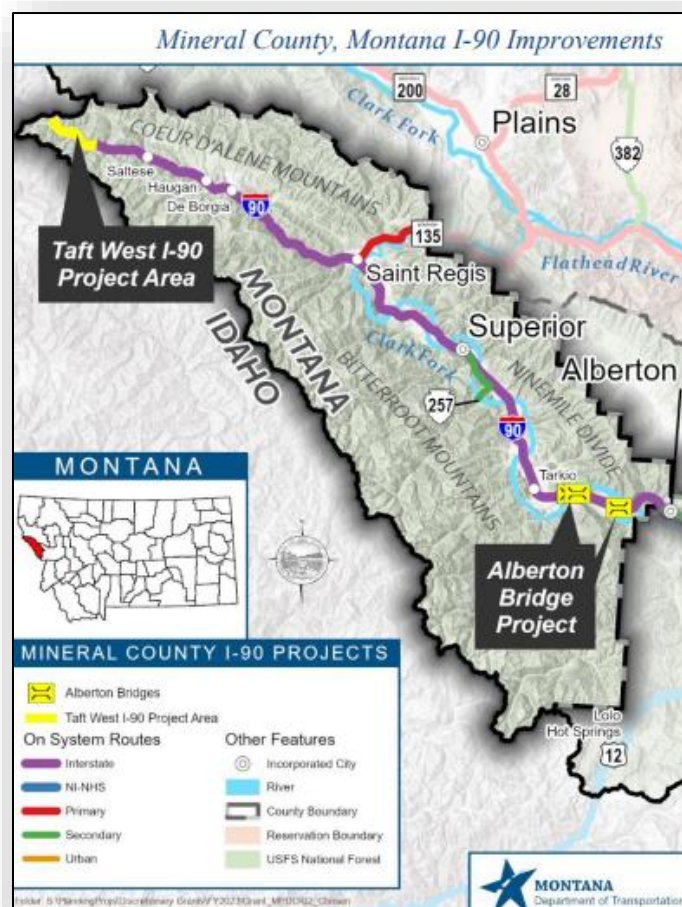 Mineral County, Montana I-90 Improvements
200
28
Clark Fork
Plains
382
COEUR D'ALENE MOUNTAINS
Saltese
Haugan
De Borgia
90
135
Taft West I-90
Project Area
Saint Regis
Flathead River
MONTANA
IDAHO
Superior
Clark Fork
Alberton
NINEMILE DIVIDE
BITTERROOT MOUNTAINS
257
90
Tarkio
MONTANA
Alberton
Bridge
Project
MINERAL COUNTY I-90 PROJECTS
Alberton Bridges
Taft West I-90 Project Area
On System Routes
Other Features
Interstate
Incorporated City
NI-NHS
River
Primary
County Boundary
Secondary
Reservation Boundary
Urban
USFS National Forest
Lolo
Hot Springs
12
MONTANA
Department of Transportation